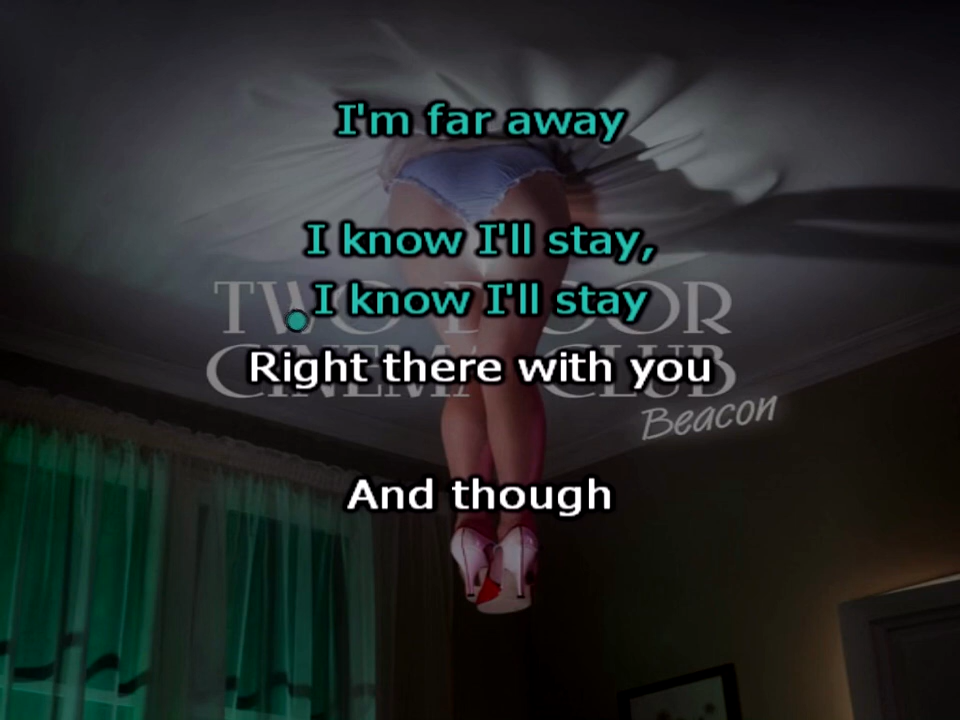 I'm far away
I know I'll stay,
I know I'll stay
TWO DOOR
Right there with you
CINEMA CLUB
Beacon
And though